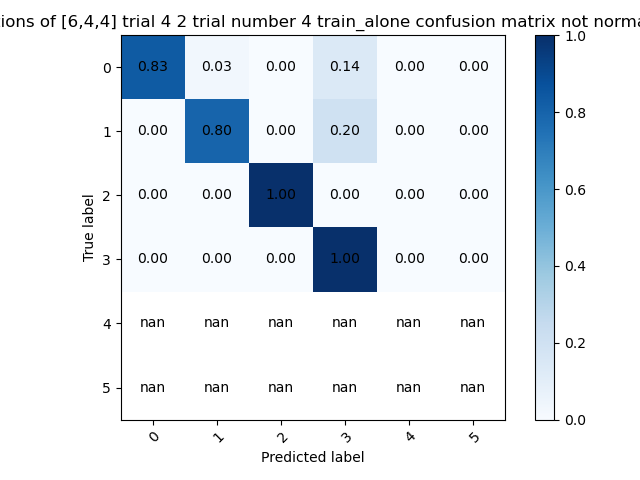 tions of [6,4,4] trial 4 2 trial number 4 train_alone confusion matrix not norma
1.0
0 0.83 0.03 0.00 0.14 0.00 0.00
0.8
1 0.00 0.80 0.00 0.20 0.00 0.00
2 0.00 0.00 1.00 0.00 0.00 0.00
0.6
True label
3 0.00 0.00 0.00 1.00 0.00 0.00
0.4
4 nan nan nan nan nan nan
0.2
5 nan nan nan nan nan nan
0.0
0 1 2 3 4 5
Predicted label